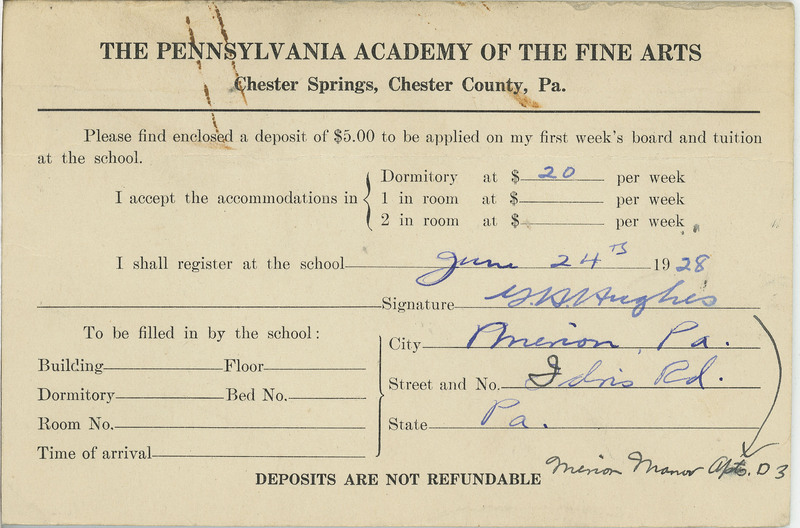 THE PENNSYLVANIA ACADEMY OF THE FINE ARTS
Chester Springs, Chester County, Pa.
Please find enclosed a deposit of $5.00 to be applied on my first week's board and tuition
at the school.
I accept the accommodations in
Dormitory at $ 20 per week
1 in room at $ per week
2 in room at $ per week
I shall register at the school June 24th 1928
Signature G.H. Hughes
To be filled in by the school:
Building Floor
Dormitory Bed No.
Room No.
Time of arrival
City Merion, Pa.
Street and No. Idris Rd.
State Pa.
Merion Manor Apts. D3
DEPOSITS ARE NOT REFUNDABLE